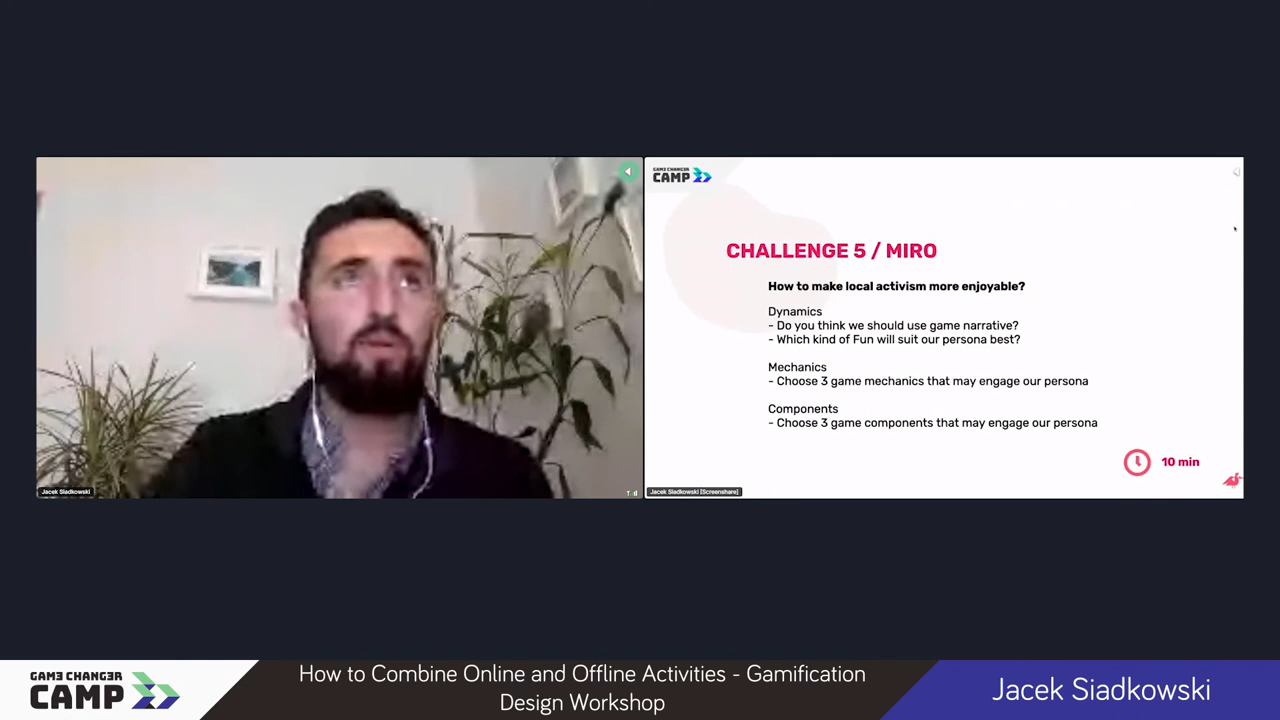 Jacek Siadkowski
GAME CHANGER
CAMP
CHALLENGE 5 / MIRO
How to make local activism more enjoyable?
Dynamics
- Do you think we should use game narrative?
- Which kind of Fun will suit our persona best?
Mechanics
- Choose 3 game mechanics that may engage our persona
Components
- Choose 3 game components that may engage our persona
10 min
Jacek Siadkowski [Screenshare]
GAME CHANGER
CAMP
How to Combine Online and Offline Activities - Gamification
Design Workshop
Jacek Siadkowski